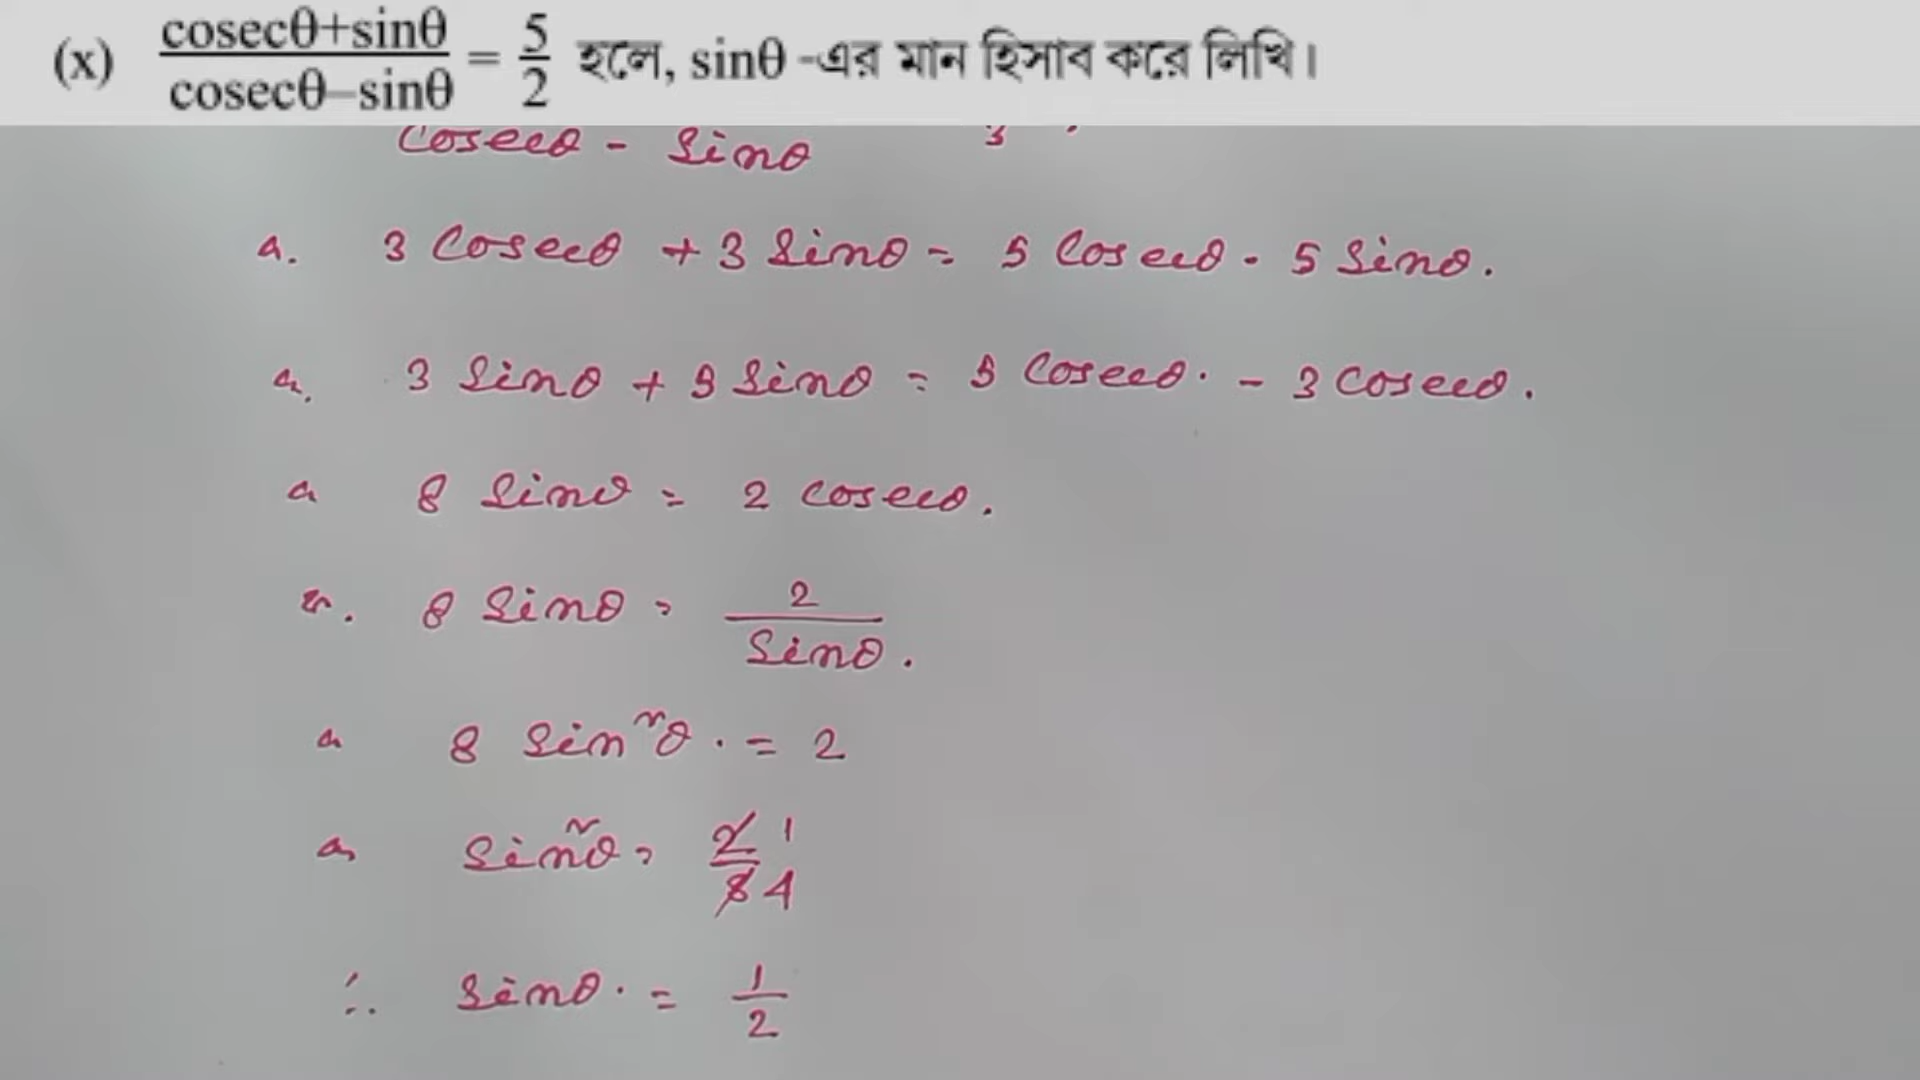 (x) cosecθ+sinθ/cosecθ–sinθ = 5/2 হলে, sinθ -এর মান হিসাব করে লিখি।
Cosecθ - Sinθ 3
a. 3 Cosecθ + 3 Sinθ = 5 Cosecθ - 5 Sinθ.
a. 3 Sinθ + 5 Sinθ = 5 Cosecθ. - 3 Cosecθ.
a 8 Sinθ = 2 Cosecθ.
a. 8 Sinθ = 2/Sinθ.
a 8 Sin²θ. = 2
a Sin²θ = 2/8 1/4
∴ Sinθ. = 1/2